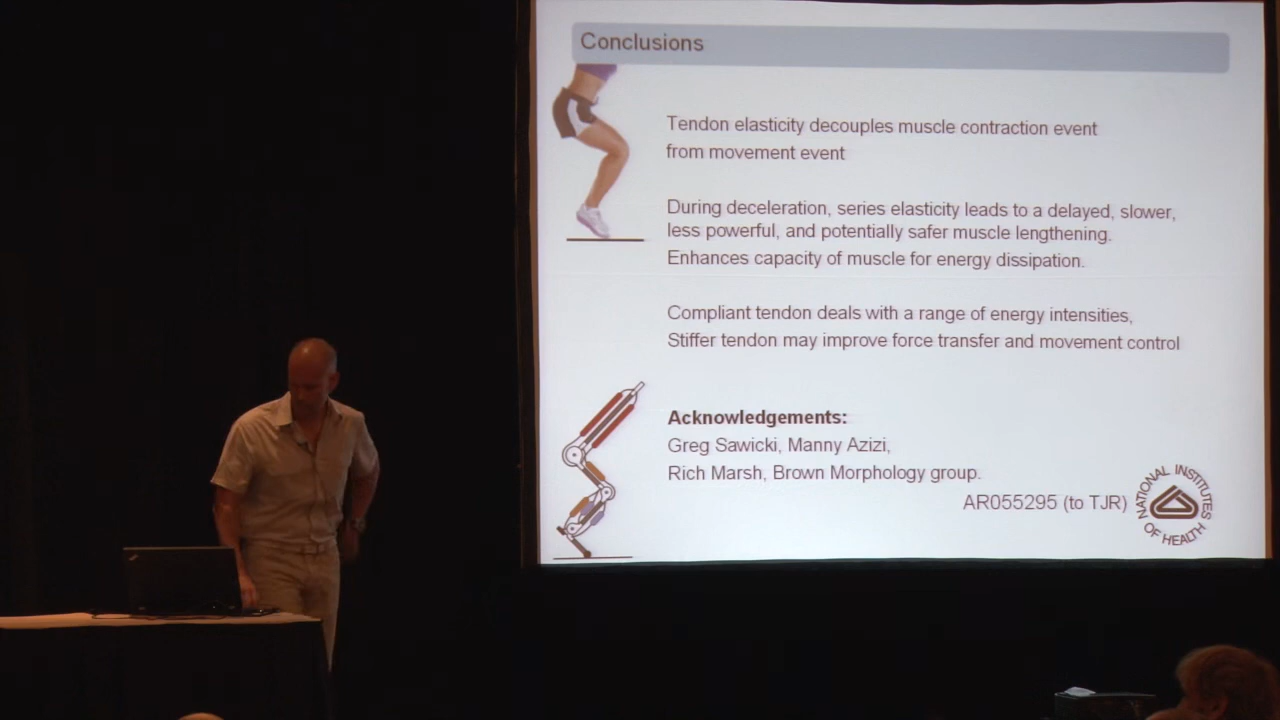 Conclusions
Tendon elasticity decouples muscle contraction event
from movement event
During deceleration, series elasticity leads to a delayed, slower,
less powerful, and potentially safer muscle lengthening.
Enhances capacity of muscle for energy dissipation.
Compliant tendon deals with a range of energy intensities,
Stiffer tendon may improve force transfer and movement control
Acknowledgements:
Greg Sawicki, Manny Azizi,
Rich Marsh, Brown Morphology group.
AR055295 (to TJR)
NATIONAL INSTITUTES
OF HEALTH